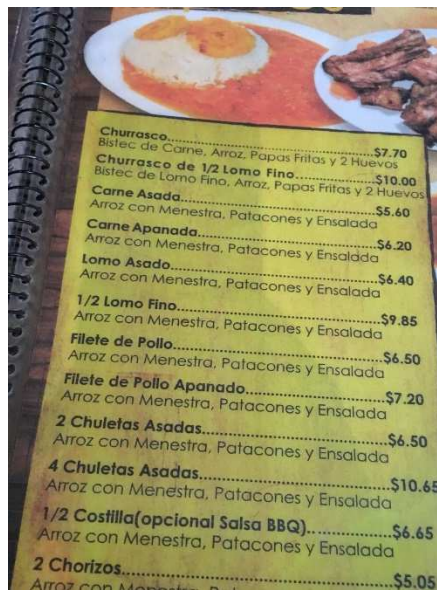 Churrasco...............................................$7.70
Bistec de Carne, Arroz, Papas Fritas y 2 Huevos
Churrasco de 1/2 Lomo Fino....................$10.00
Bistec de Lomo Fino, Arroz, Papas Fritas y 2 Huevos
Carne Asada...........................................$5.60
Arroz con Menestra, Patacones y Ensalada
Carne Apanada......................................$6.20
Arroz con Menestra, Patacones y Ensalada
Lomo Asado............................................$6.40
Arroz con Menestra, Patacones y Ensalada
1/2 Lomo Fino.........................................$9.85
Arroz con Menestra, Patacones y Ensalada
Filete de Pollo..........................................$6.50
Arroz con Menestra, Patacones y Ensalada
Filete de Pollo Apanado..........................$7.20
Arroz con Menestra, Patacones y Ensalada
2 Chuletas Asadas...................................$6.50
Arroz con Menestra, Patacones y Ensalada
4 Chuletas Asadas...................................$10.65
Arroz con Menestra, Patacones y Ensalada
1/2 Costilla(opcional Salsa BBQ)..............$6.65
Arroz con Menestra, Patacones y Ensalada
2 Chorizos................................................$5.05
Arroz con Menestra,